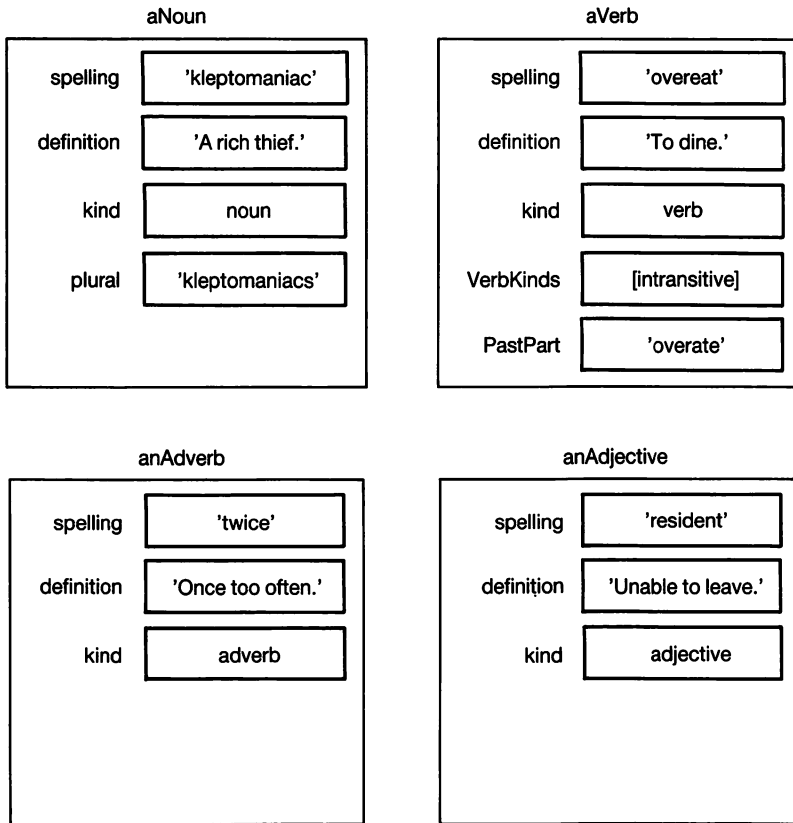 aNoun
spelling 'kleptomaniac'
definition 'A rich thief.'
kind noun
plural 'kleptomaniacs'
aVerb
spelling 'overeat'
definition 'To dine.'
kind verb
VerbKinds [intransitive]
PastPart 'overate'
anAdverb
spelling 'twice'
definition 'Once too often.'
kind adverb
anAdjective
spelling 'resident'
definition 'Unable to leave.'
kind adjective